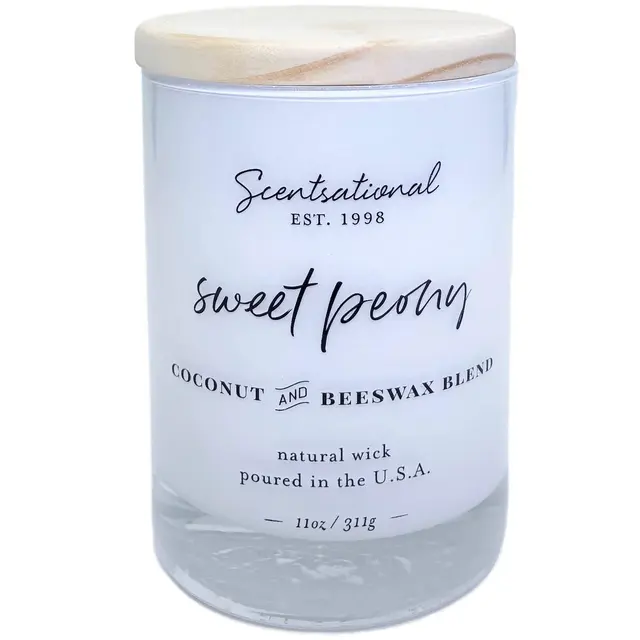 Scentsational
EST. 1998
sweet peony
COCONUT AND BEESWAX BLEND
natural wick
poured in the U.S.A.
— 11oz / 311g —